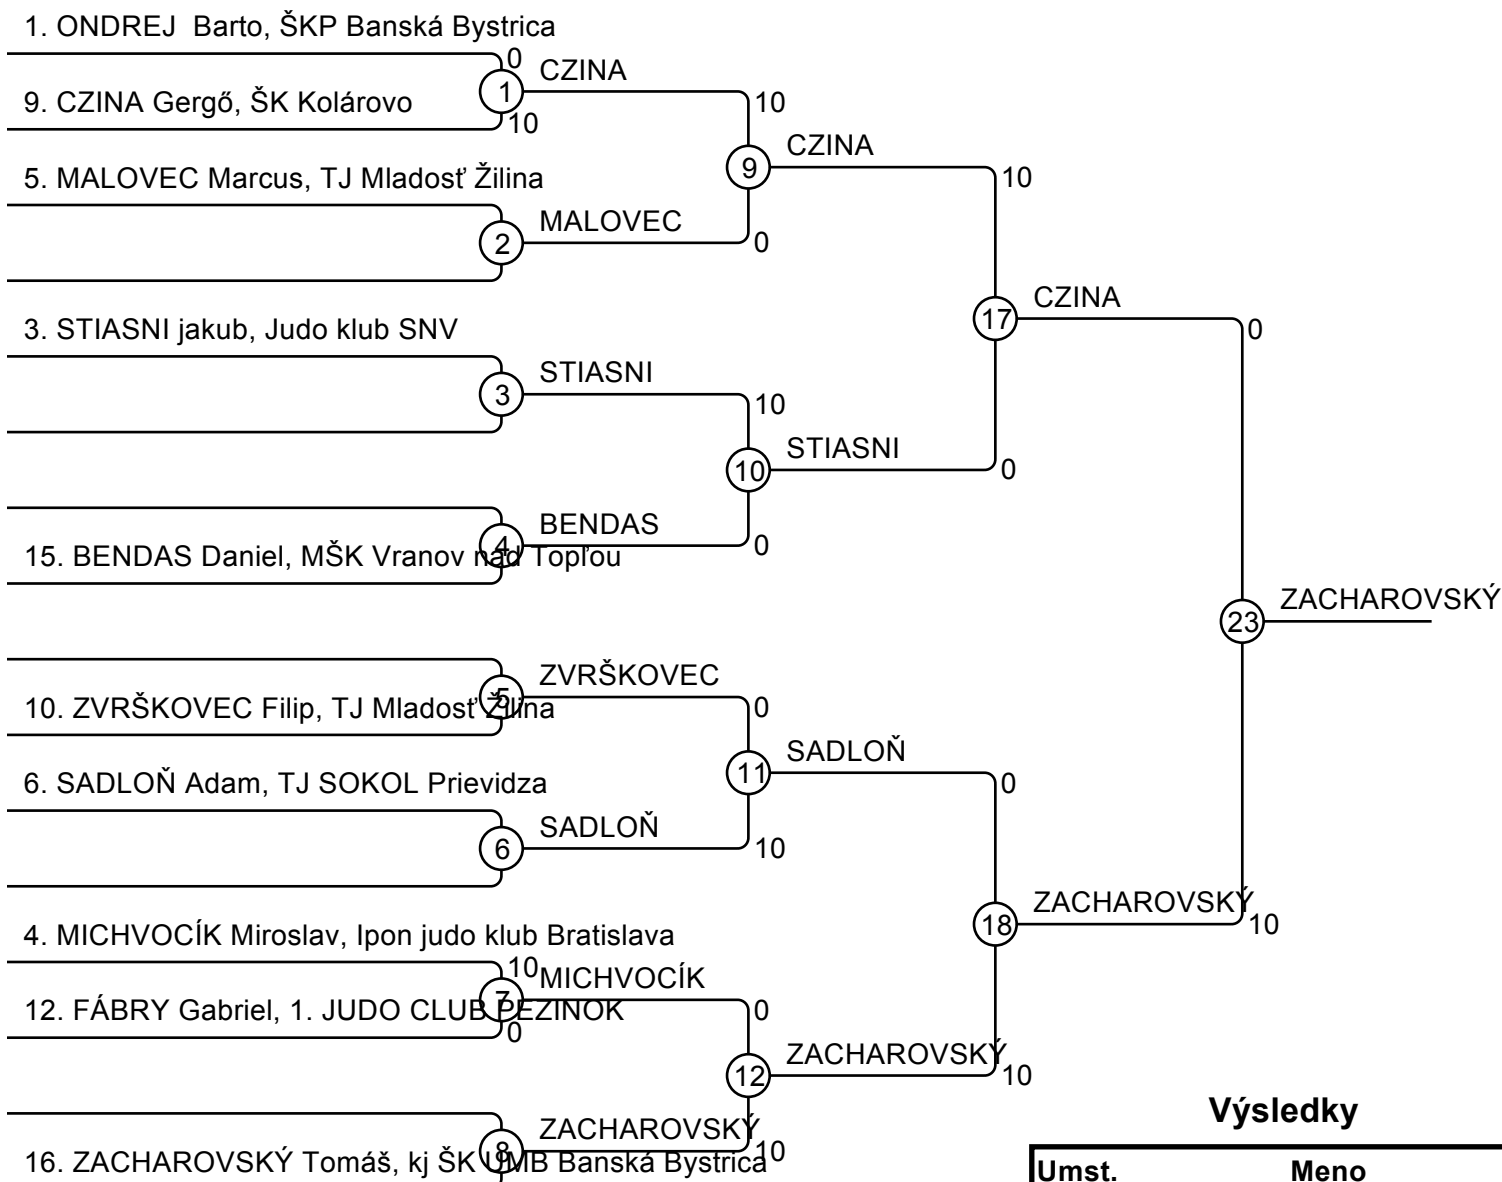 1. ONDREJ  Barto, ŠKP Banská Bystrica
0
CZINA
1
9. CZINA Gergő, ŠK Kolárovo
10
10
CZINA
9
5. MALOVEC Marcus, TJ Mladosť Žilina
10
MALOVEC
2
0
CZINA
17
3. STIASNI jakub, Judo klub SNV
0
STIASNI
3
10
STIASNI
10
0
BENDAS
4
0
15. BENDAS Daniel, MŠK Vranov nad Topľou
ZACHAROVSKÝ
23
ZVRŠKOVEC
5
10. ZVRŠKOVEC Filip, TJ Mladosť Žilina
0
SADLOŇ
11
6. SADLOŇ Adam, TJ SOKOL Prievidza
0
SADLOŇ
6
10
ZACHAROVSKÝ
18
10
4. MICHVOCÍK Miroslav, Ipon judo klub Bratislava
10
MICHVOCÍK
7
12. FÁBRY Gabriel, 1. JUDO CLUB PEZINOK
0
0
ZACHAROVSKÝ
12
10
Výsledky
ZACHAROVSKÝ
8
10
16. ZACHAROVSKÝ Tomáš, kj ŠK UMB Banská Bystrica
Umst. Meno